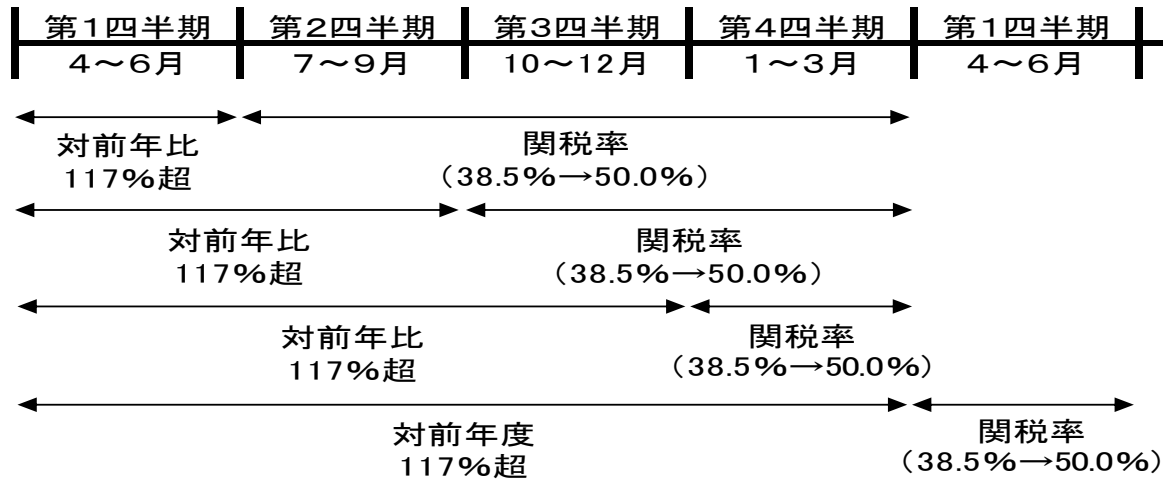 第1四半期 第2四半期 第3四半期 第4四半期 第1四半期
4～6月 7～9月 10～12月 1～3月 4～6月
対前年比 関税率
117%超 （38.5%→50.0%）
対前年比 関税率
117%超 （38.5%→50.0%）
対前年比 関税率
117%超 （38.5%→50.0%）
対前年度 関税率
117%超 （38.5%→50.0%）